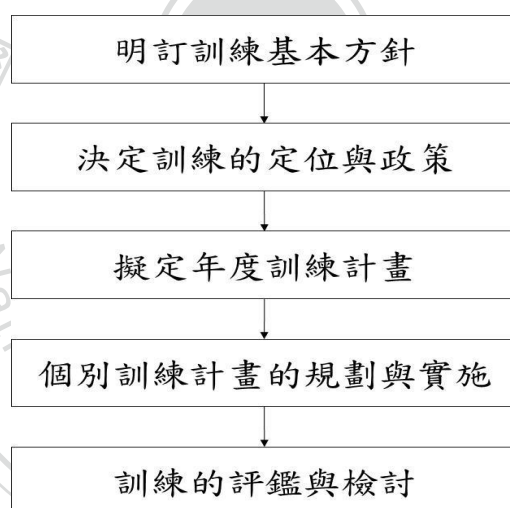 明訂訓練基本方針
決定訓練的定位與政策
擬定年度訓練計畫
個別訓練計畫的規劃與實施
訓練的評鑑與檢討